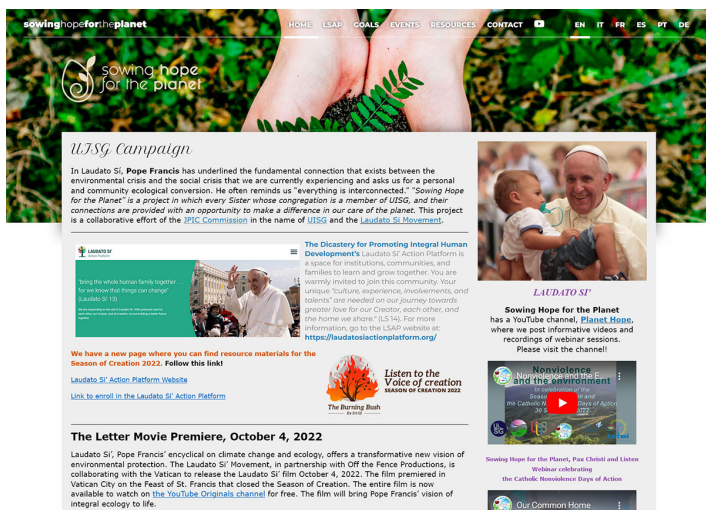 sowinghopefortheplanet
HOME LSAP GOALS EVENTS RESOURCES CONTACT
EN IT FR ES PT DE
sowing hope
for the planet
UISG Campaign
In Laudato Sí, Pope Francis has underlined the fundamental connection that exists between the
environmental crisis and the social crisis that we are currently experiencing and asks us for a personal
and community ecological conversion. He often reminds us "everything is interconnected." "Sowing Hope
for the Planet" is a project in which every Sister whose congregation is a member of UISG, and their
connections are provided with an opportunity to make a difference in our care of the planet. This project
is a collaborative effort of the JPIC Commission in the name of UISG and the Laudato Si Movement.
LAUDATO SI'
Action Platform
"bring the whole human family together . . .
for we know that things can change"
(Laudato Si' 13)
The Dicastery for Promoting Integral Human
Development's Laudato Si' Action Platform is
a space for institutions, communities, and
families to learn and grow together. You are
warmly invited to join this community. Your
unique "culture, experience, involvements, and
talents" are needed on our journey towards
greater love for our Creator, each other, and
the home we share." (LS.14). For more
information, go to the LSAP website at:
https://laudatosiactionplatform.org/
We have a new page where you can find resource materials for the
Season of Creation 2022. Follow this link!
Laudato Si' Action Platform Website
Link to enroll in the Laudato Si' Action Platform
Listen to the
Voice of creation
SEASON OF CREATION 2022
The Burning Bush
Ex 3:1-12
The Letter Movie Premiere, October 4, 2022
Laudato Si', Pope Francis' encyclical on climate change and ecology, offers a transformative new vision of
environmental protection. The Laudato Si' Movement, in partnership with Off the Fence Productions, is
collaborating with the Vatican to release the Laudato Si' film October 4, 2022. The film premiered in
Vatican City on the Feast of St. Francis that closed the Season of Creation. The entire film is now
available to watch on the YouTube Originals channel for free. The film will bring Pope Francis' vision of
integral ecology to life.
LAUDATO SI'
Sowing Hope for the Planet
has a YouTube channel, Planet Hope,
where we post informative videos and
recordings of webinar sessions.
Please visit the channel!
Nonviolence
Nonviolence and the E...
and the environment
In celebration of the
Sowing Hope for the Planet, Pax Christi and Listen
Webinar celebrating
the Catholic Nonviolence Days of Action
Our Common Home